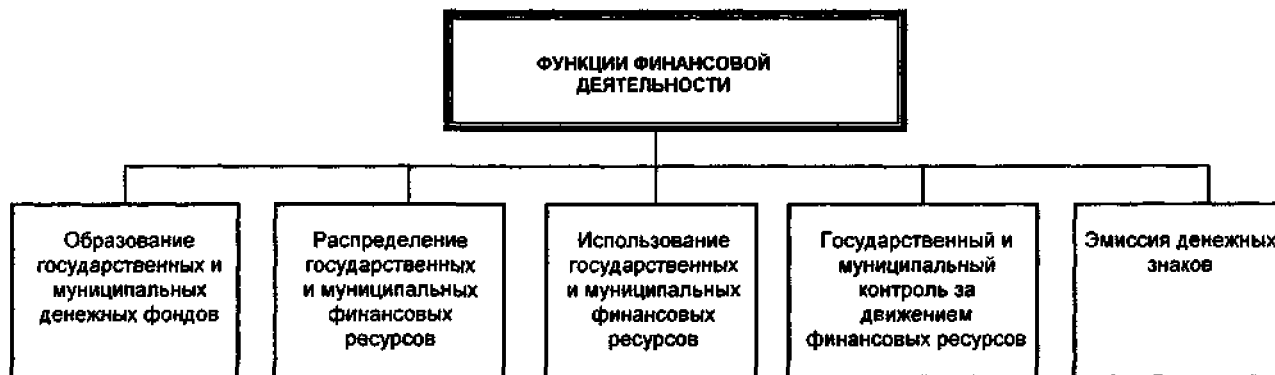 ФУНКЦИИ ФИНАНСОВОЙ
ДЕЯТЕЛЬНОСТИ
Образование
государственных и
муниципальных
денежных фондов
Распределение
государственных
и муниципальных
финансовых
ресурсов
Использование
государственных
и муниципальных
финансовых
ресурсов
Государственный и
муниципальный
контроль за
движением
финансовых ресурсов
Эмиссия денежных
знаков